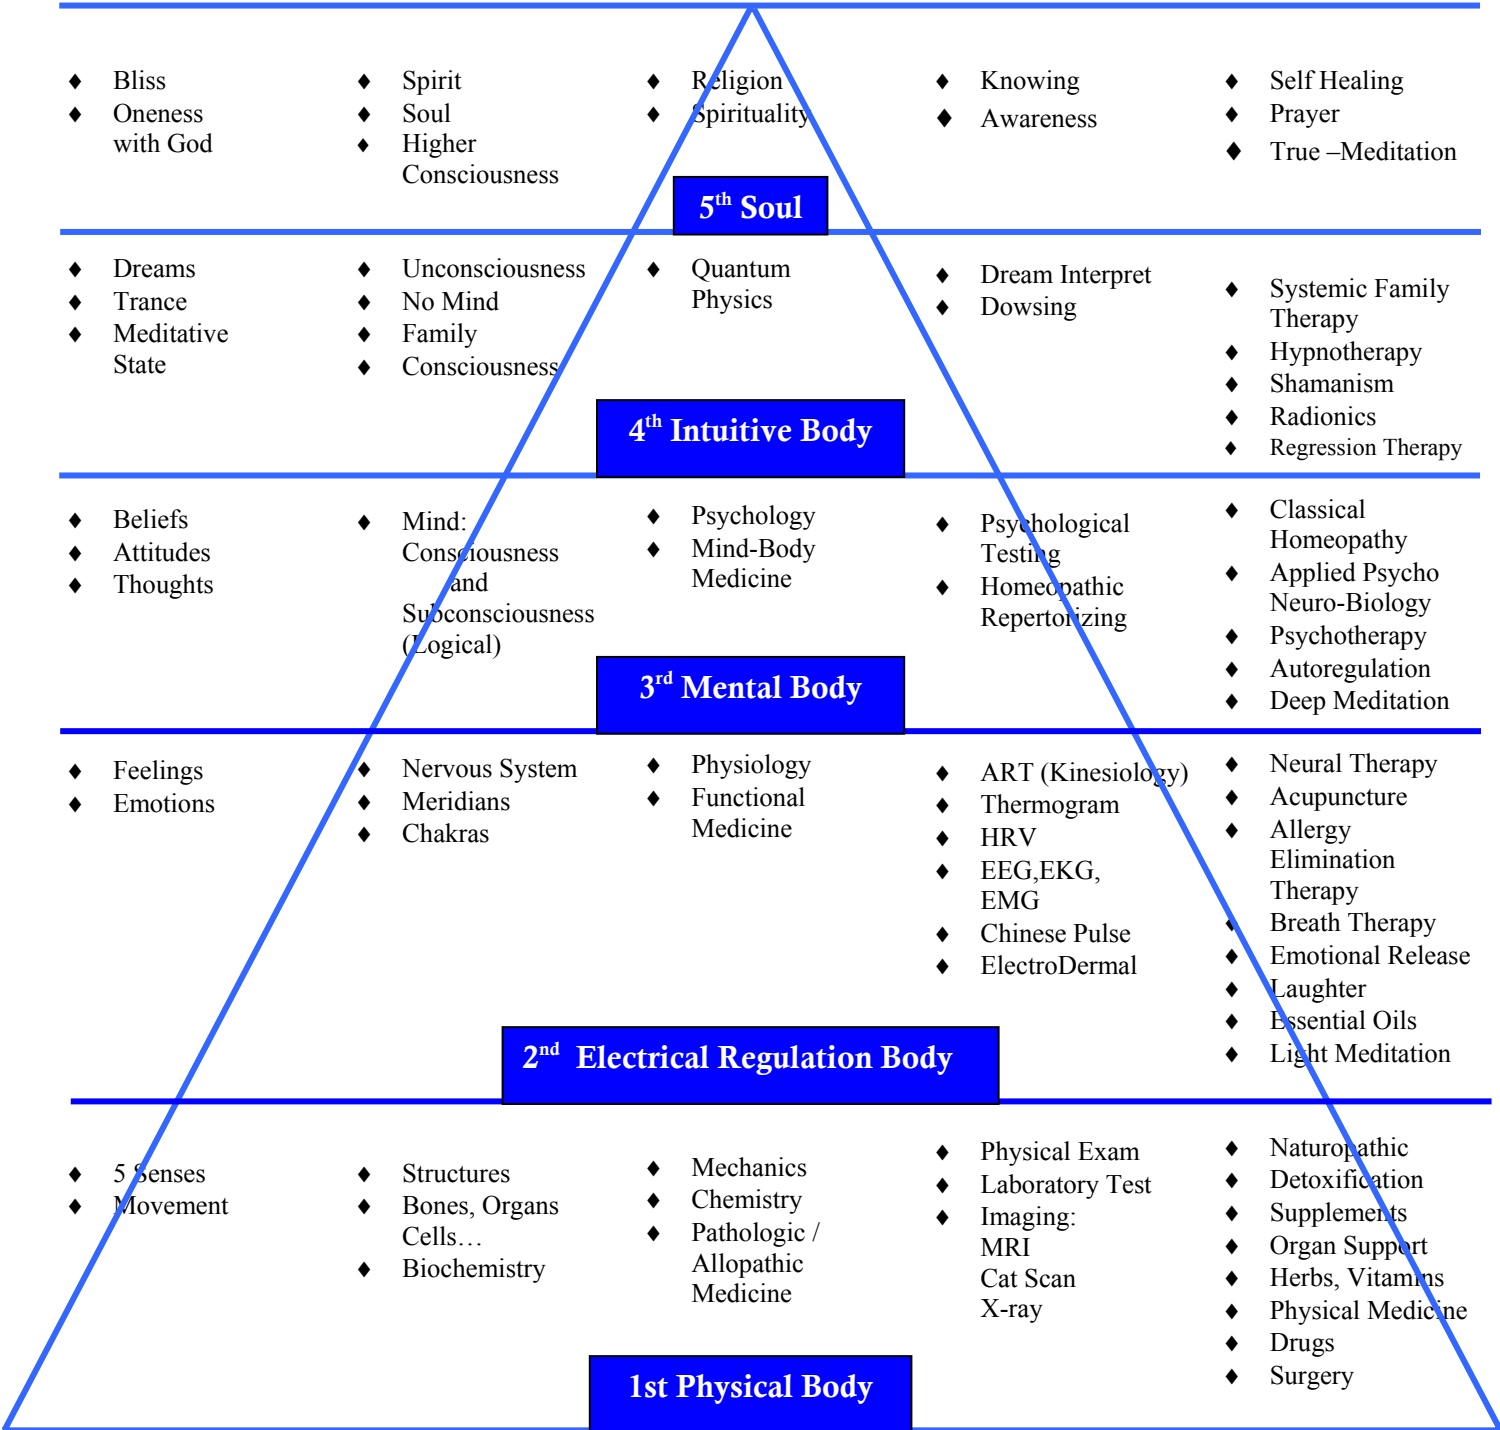 Bliss
Oneness
with God
Spirit
Soul
Higher
Consciousness
Religion
Spirituality
Knowing
Awareness
Self Healing
Prayer
True –Meditation
5th Soul
Dreams
Trance
Meditative
State
Unconsciousness
No Mind
Family
Consciousness
Quantum
Physics
Dream Interpret
Dowsing
Systemic Family
Therapy
Hypnotherapy
Shamanism
Radionics
Regression Therapy
4th Intuitive Body
Beliefs
Attitudes
Thoughts
Mind:
Consciousness
and
Subconsciousness
(Logical)
Psychology
Mind-Body
Medicine
Psychological
Testing
Homeopathic
Repertorizing
Classical
Homeopathy
Applied Psycho
Neuro-Biology
Psychotherapy
Autoregulation
Deep Meditation
3rd Mental Body
Feelings
Emotions
Nervous System
Meridians
Chakras
Physiology
Functional
Medicine
ART (Kinesiology)
Thermogram
HRV
EEG,EKG,
EMG
Chinese Pulse
ElectroDermal
Neural Therapy
Acupuncture
Allergy
Elimination
Therapy
Breath Therapy
Emotional Release
Laughter
Essential Oils
Light Meditation
2nd Electrical Regulation Body
5 Senses
Movement
Structures
Bones, Organs
Cells…
Biochemistry
Mechanics
Chemistry
Pathologic /
Allopathic
Medicine
Physical Exam
Laboratory Test
Imaging:
MRI
Cat Scan
X-ray
Naturopathic
Detoxification
Supplements
Organ Support
Herbs, Vitamins
Physical Medicine
Drugs
Surgery
1st Physical Body